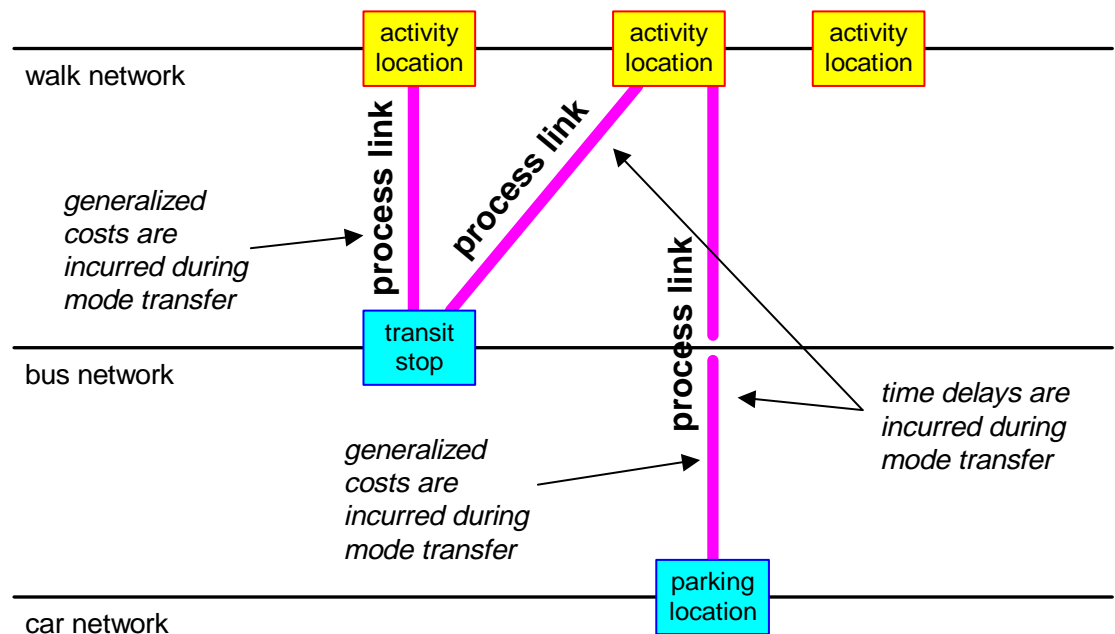 activity
location
activity
location
activity
location
walk network
process link
process link
generalized
costs are
incurred during
mode transfer
transit
stop
bus network
process link
time delays are
incurred during
mode transfer
generalized
costs are
incurred during
mode transfer
parking
location
car network